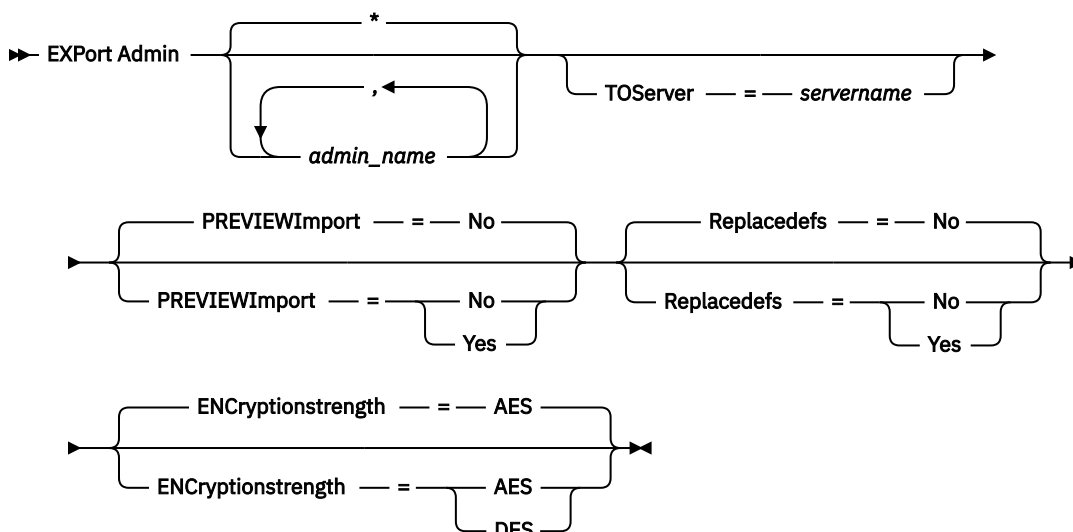 *
EXPort Admin
,
admin_name
TOServer = servername
PREVIEWImport = No
PREVIEWImport = No
Yes
Replacedefs = No
Replacedefs = No
Yes
ENCryptionstrength = AES
ENCryptionstrength = AES
DES